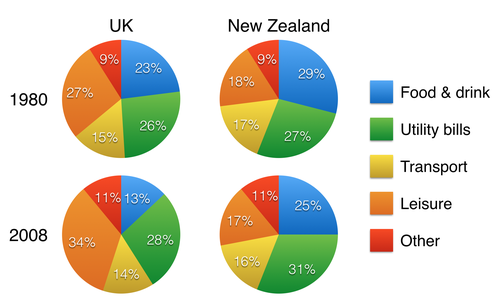 UK New Zealand
1980
9% 23% 26% 15% 27%
9% 29% 27% 17% 18%
Food & drink
Utility bills
Transport
Leisure
Other
2008
11% 13% 28% 14% 34%
11% 25% 31% 16% 17%